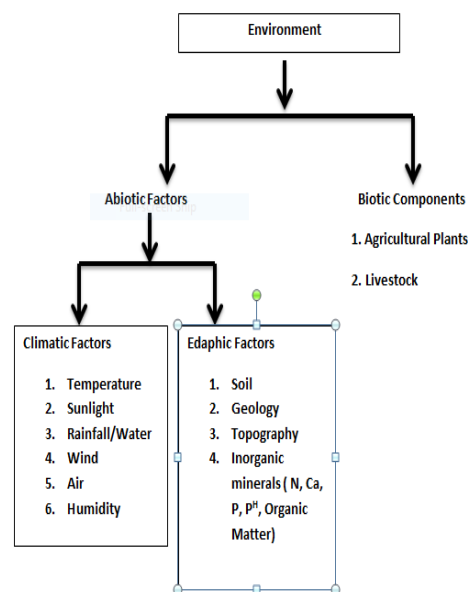 Environment
Abiotic Factors
Biotic Components
1. Agricultural Plants
2. Livestock
Climatic Factors
1. Temperature
2. Sunlight
3. Rainfall/Water
4. Wind
5. Air
6. Humidity
Edaphic Factors
1. Soil
2. Geology
3. Topography
4. Inorganic
minerals ( N, Ca,
P, Pᴴ, Organic
Matter)